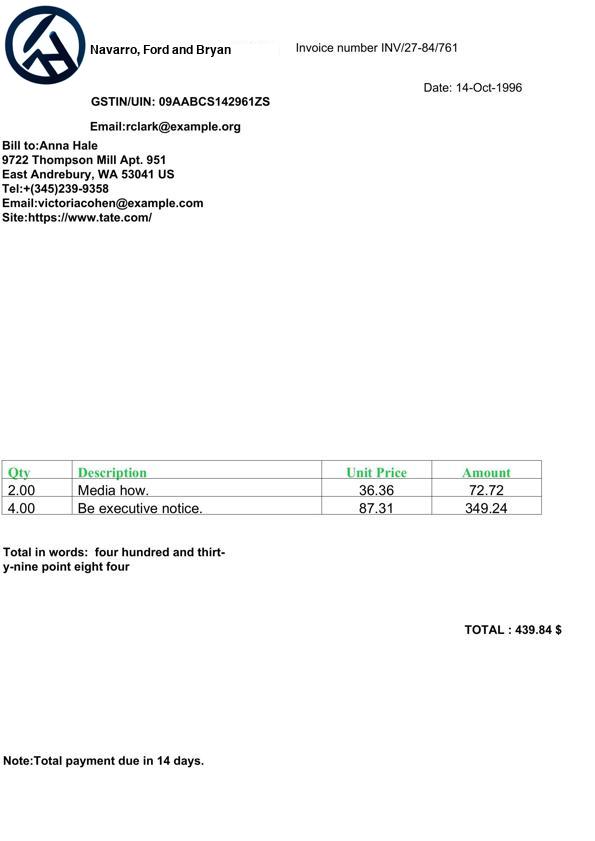 Navarro, Ford and Bryan
Invoice number INV/27-84/761
Date: 14-Oct-1996
GSTIN/UIN: 09AABCS142961ZS
Email:rclark@example.org
Bill to:Anna Hale
9722 Thompson Mill Apt. 951
East Andrebury, WA 53041 US
Tel:+(345)239-9358
Email:victoriacohen@example.com
Site:https://www.tate.com/
Qty Description Unit Price Amount
2.00 Media how. 36.36 72.72
4.00 Be executive notice. 87.31 349.24
Total in words: four hundred and thirt-
y-nine point eight four
TOTAL : 439.84 $
Note:Total payment due in 14 days.